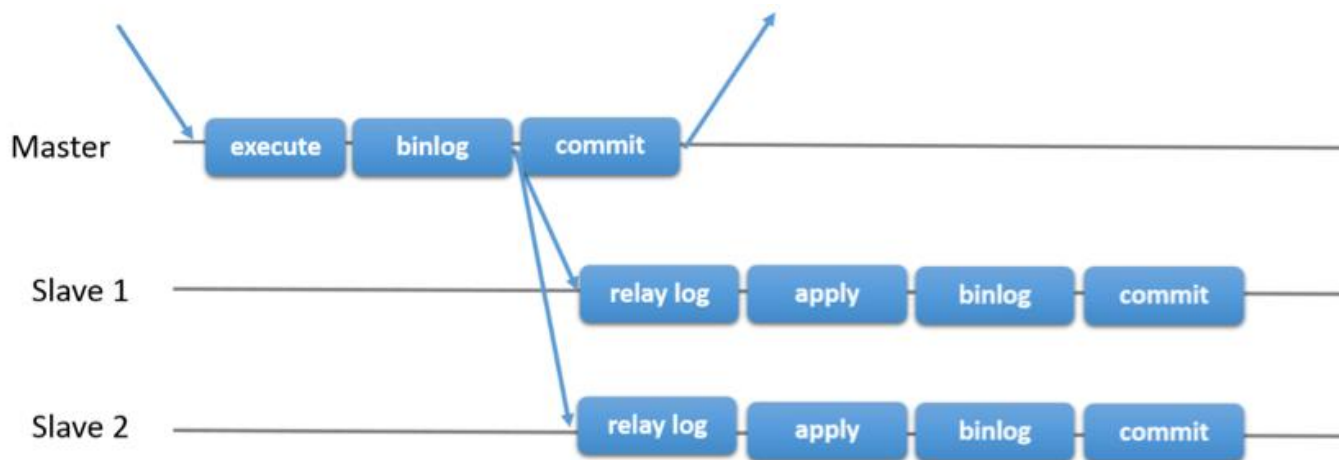 Master execute binlog commit
Slave 1 relay log apply binlog commit
Slave 2 relay log apply binlog commit